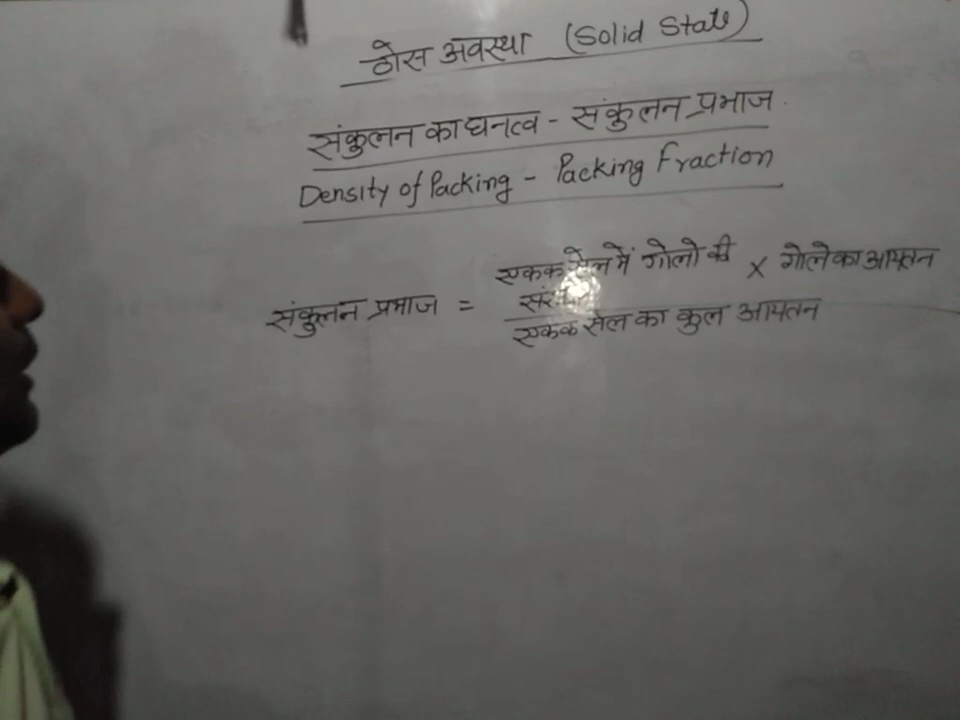 ठोस अवस्था (Solid State)
संकुलन का घनत्व - संकुलन प्रभाज
Density of Packing - Packing Fraction
एकक सेल में गोलो की × गोले का आयतन
संकुलन प्रभाज =
एकक सेल का कुल आयतन